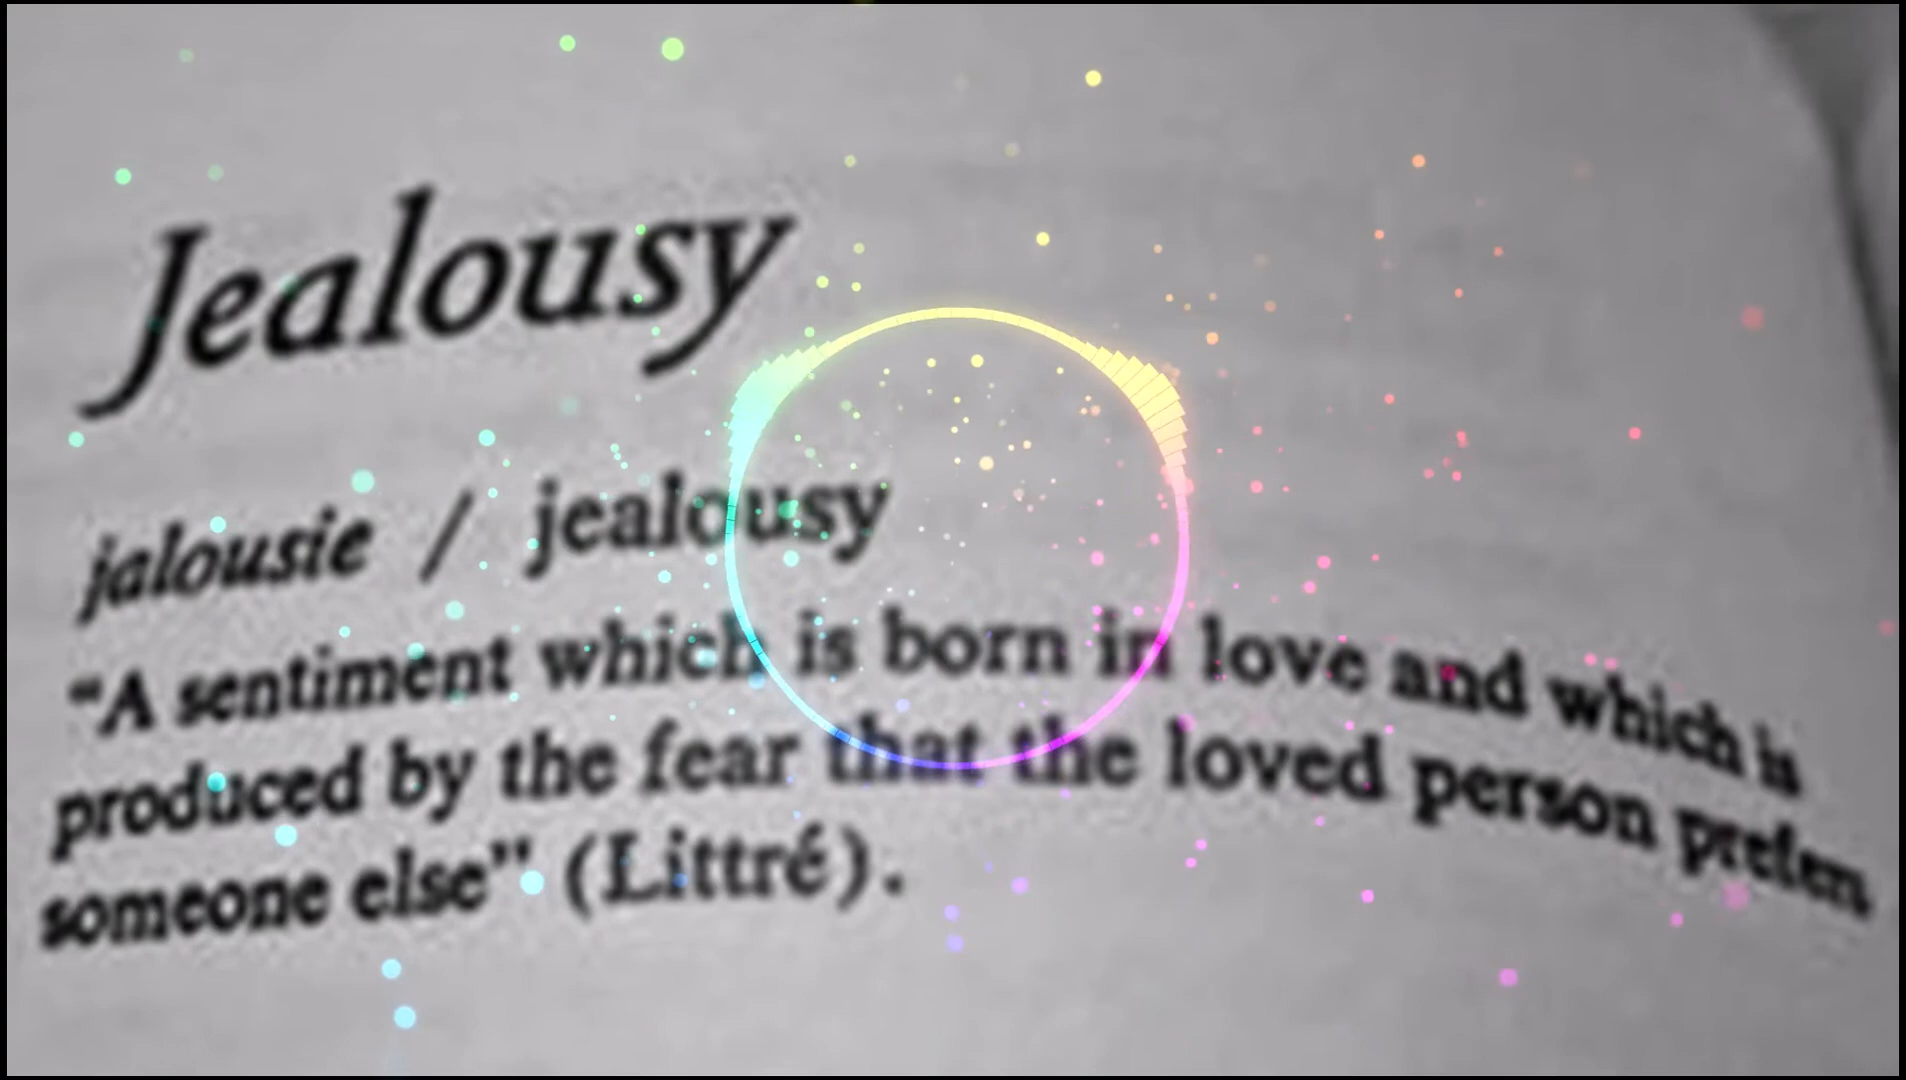 Jealousy
jalousie / jealousy
“A sentiment which is born in love and which is
produced by the fear that the loved person prefers
someone else” (Littré).